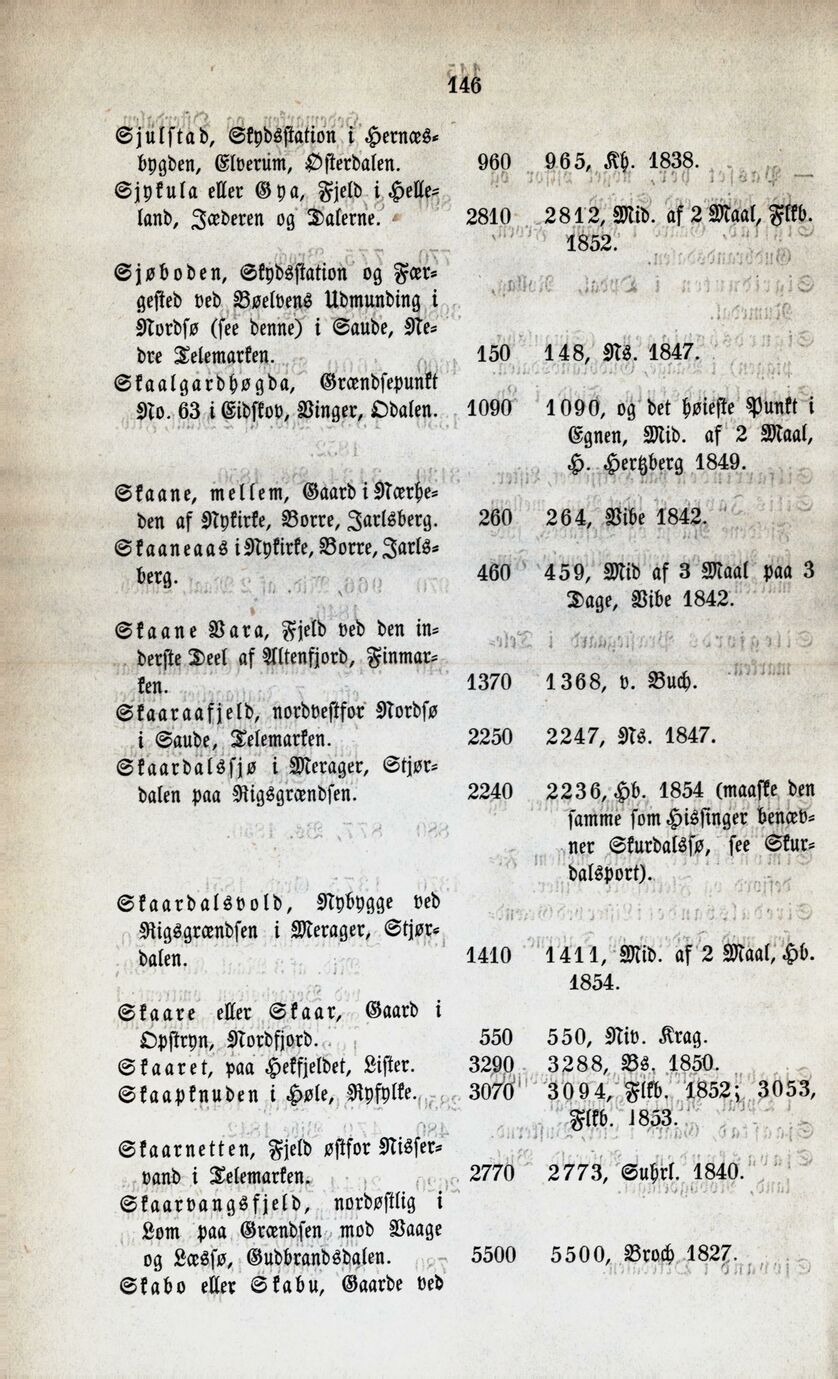 146
Sjulstad, Skydsstation i Hernæs-
bygden, Elverum, Østerdalen. 960 965, Kh. 1838.
Sjykula eller Gya, Fjeld i Helle-
land, Jæderen og Dalerne. 2810 2812, Mid. af 2 Maal, Flkb.
1852.
Sjøboden, Skydsstation og Fær-
gested ved Bøelvens Udmunding i
Nordsø (see denne) i Saude, Ne-
dre Telemarken. 150 148, Ns. 1847.
Skaalgardhøgda, Grændsepunkt
No. 63 i Eidskov, Vinger, Odalen. 1090 1090, og det høieste Punkt i
Egnen, Mid. af 2 Maal,
H. Hertzberg 1849.
Skaane, mellem, Gaard i Nærhe-
den af Nykirke, Borre, Jarlsberg. 260 264, Vibe 1842.
Skaaneaas i Nykirke, Borre, Jarls-
berg. 460 459, Mid af 3 Maal paa 3
Dage, Vibe 1842.
Skaane Vara, Fjeld ved den in-
derste Deel af Altenfjord, Finmar-
ken. 1370 1368, v. Buch.
Skaaraafjeld, nordvestfor Nordsø
i Saude, Telemarken. 2250 2247, Ns. 1847.
Skaardalssjø i Merager, Stjør-
dalen paa Rigsgrændsen. 2240 2236, Hb. 1854 (maaske den
samme som Hissinger benæv-
ner Skurdalssø, see Skur-
dalsport).
Skaardalsvold, Nybygge ved
Rigsgrændsen i Merager, Stjør-
dalen. 1410 1411, Mid. af 2 Maal, Hb.
1854.
Skaare eller Skaar, Gaard i
Opstryn, Nordfjord. 550 550, Niv. Krag.
Skaaret, paa Hekfjeldet, Lister. 3290 3288, Bs. 1850.
Skaapknuden i Høle, Ryfylke. 3070 3094, Flkb. 1852; 3053,
Flkb. 1853.
Skaarnetten, Fjeld østfor Nisser-
vand i Telemarken. 2770 2773, Suhrl. 1840.
Skaarvangsfjeld, nordøstlig i
Lom paa Grændsen mod Vaage
og Læssø, Gudbrandsdalen. 5500 5500, Broch 1827.
Skabo eller Skabu, Gaarde ved